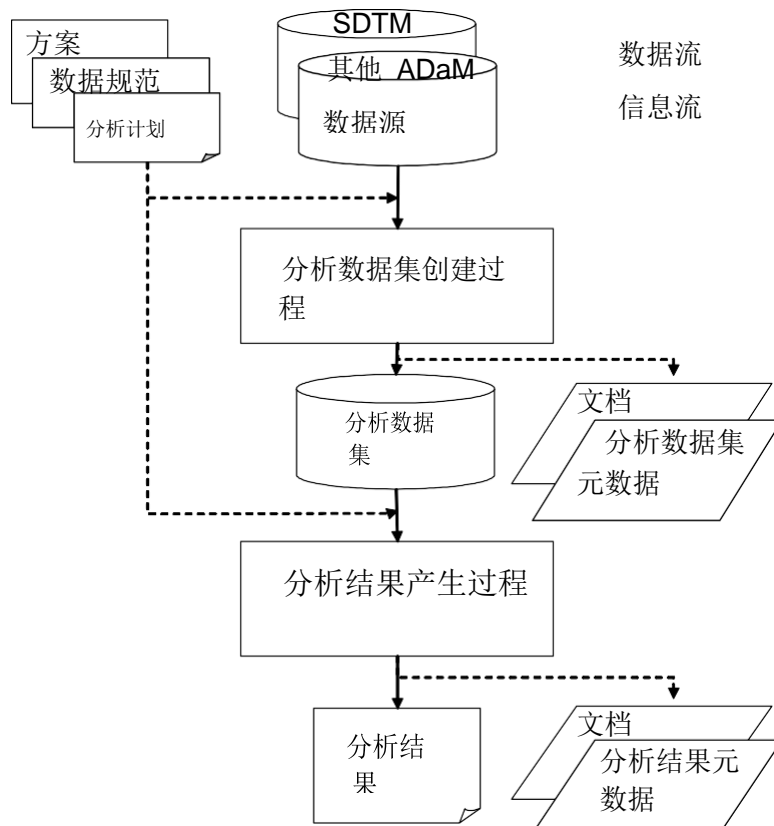 方案
数据规范
分析计划
SDTM
其他 ADaM
数据源
数据流
信息流
分析数据集创建过
程
分析数据
集
文档
分析数据集
元数据
分析结果产生过程
分析结
果
文档
分析结果元
数据